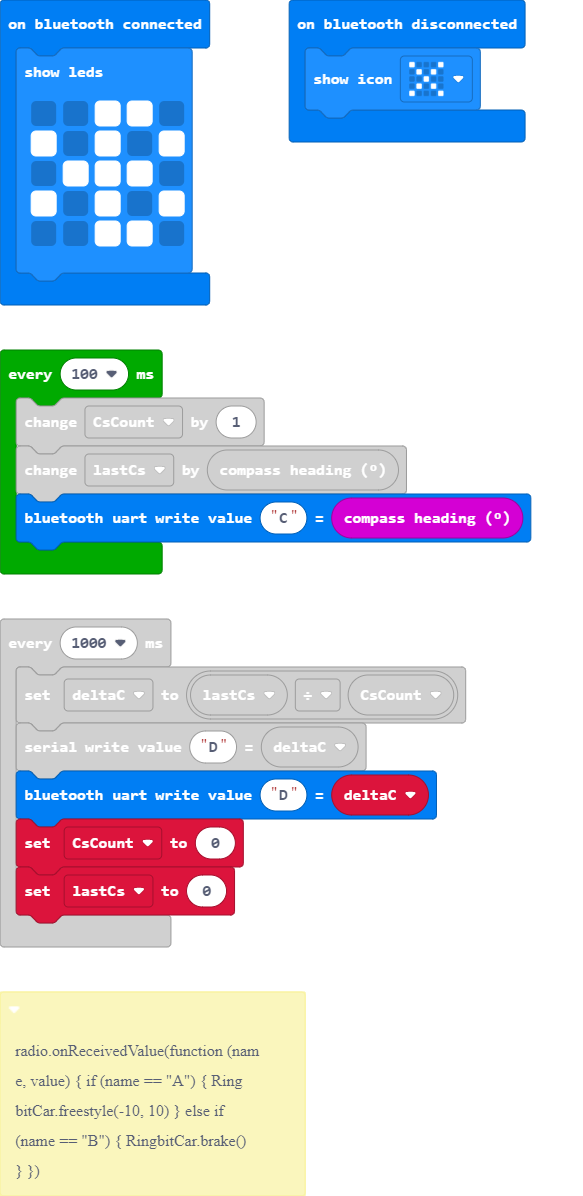 on bluetooth connected
show leds
on bluetooth disconnected
show icon
every 100 ms
change CsCount by 1
change lastCs by compass heading (º)
bluetooth uart write value "C" = compass heading (º)
every 1000 ms
set deltaC to lastCs ÷ CsCount
serial write value "D" = deltaC
bluetooth uart write value "D" = deltaC
set CsCount to 0
set lastCs to 0
radio.onReceivedValue(function (nam
e, value) { if (name == "A") { Ring
bitCar.freestyle(-10, 10) } else if
(name == "B") { RingbitCar.brake()
} })